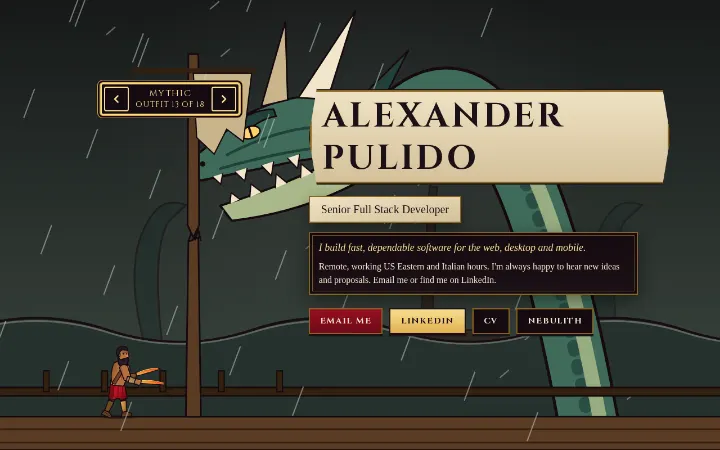 MYTHIC
OUTFIT 13 OF 18
ALEXANDER
PULIDO
Senior Full Stack Developer
I build fast, dependable software for the web, desktop and mobile.
Remote, working US Eastern and Italian hours. I'm always happy to hear new ideas
and proposals. Email me or find me on LinkedIn.
EMAIL ME
LINKEDIN
CV
NEBULITH